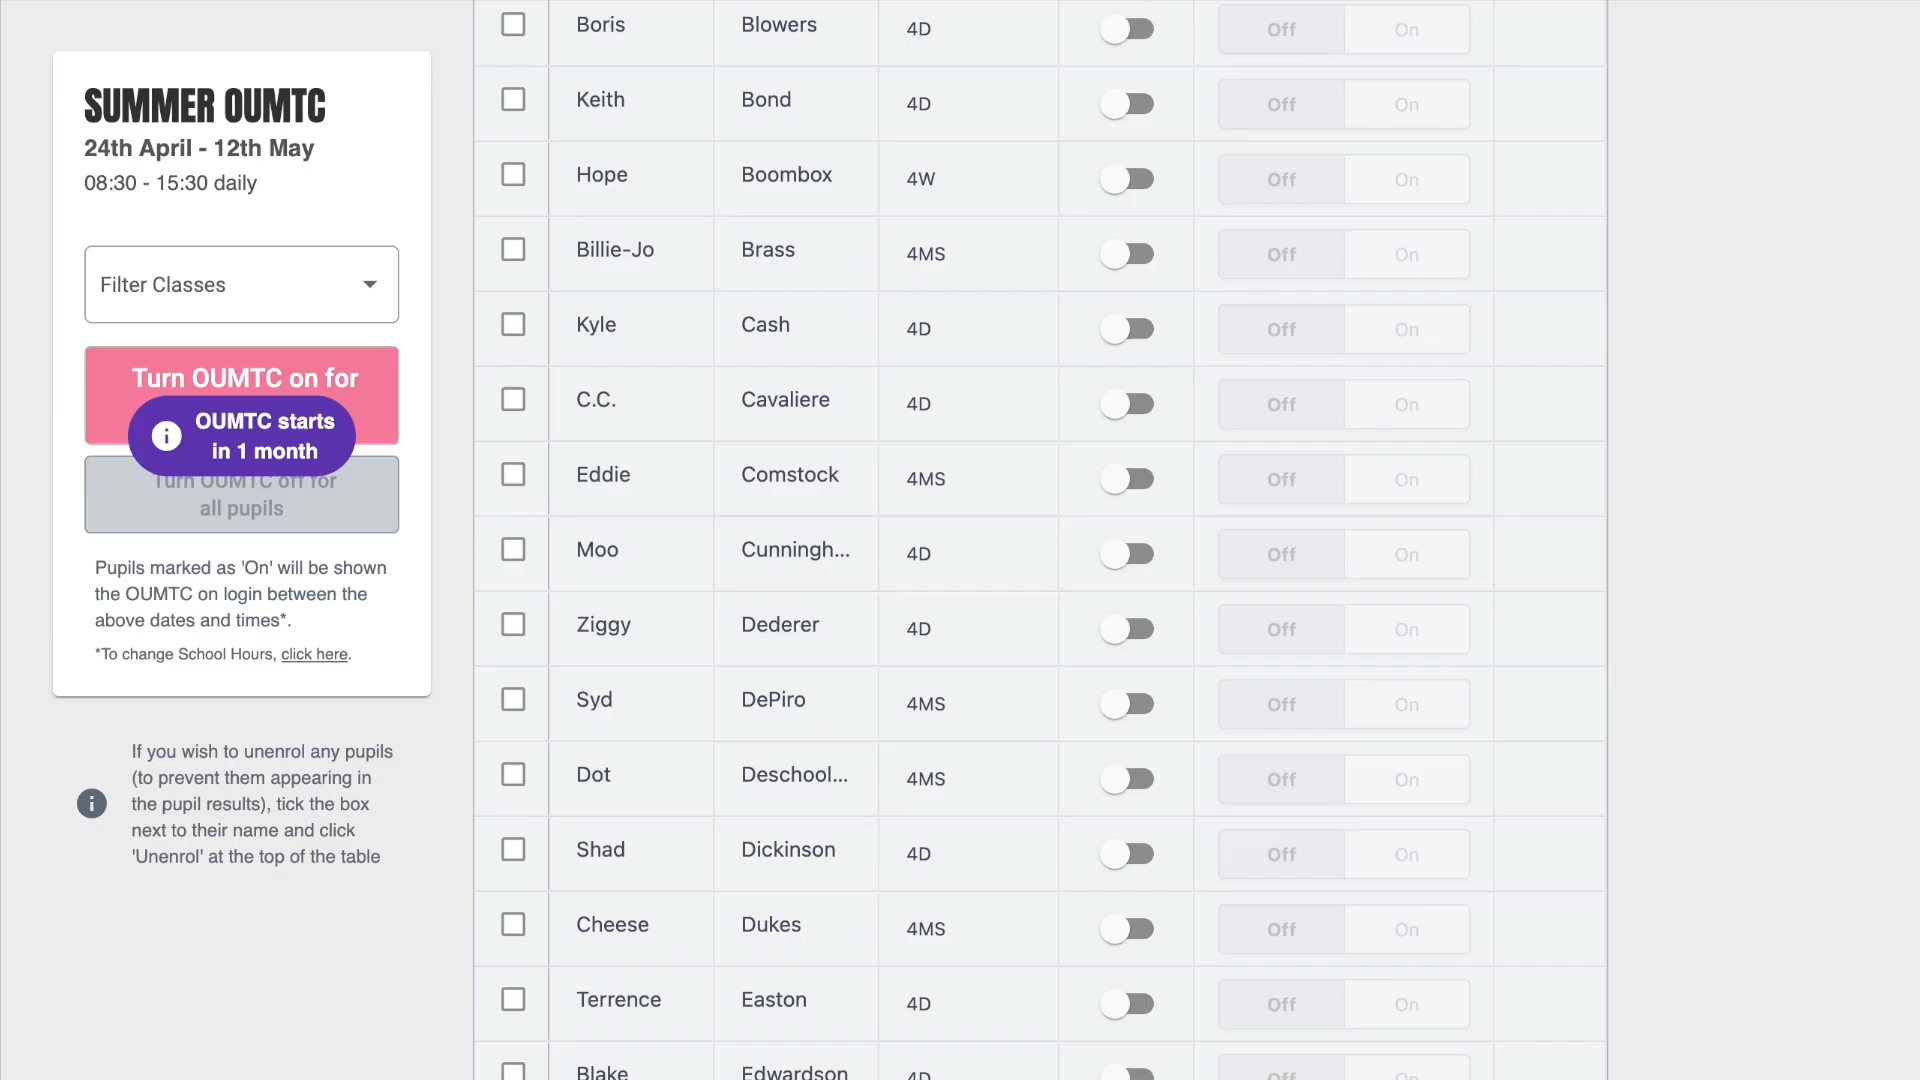 SUMMER OUMTC
24th April - 12th May
08:30 - 15:30 daily
Filter Classes
Turn OUMTC on for
OUMTC starts
in 1 month
Turn OUMTC off for
all pupils
Pupils marked as 'On' will be shown
the OUMTC on login between the
above dates and times*.
*To change School Hours, click here.
If you wish to unenrol any pupils
(to prevent them appearing in
the pupil results), tick the box
next to their name and click
'Unenrol' at the top of the table
Boris Blowers 4D Off On
Keith Bond 4D Off On
Hope Boombox 4W Off On
Billie-Jo Brass 4MS Off On
Kyle Cash 4D Off On
C.C. Cavaliere 4D Off On
Eddie Comstock 4MS Off On
Moo Cunningh... 4D Off On
Ziggy Dederer 4D Off On
Syd DePiro 4MS Off On
Dot Deschool... 4MS Off On
Shad Dickinson 4D Off On
Cheese Dukes 4MS Off On
Terrence Easton 4D Off On
Blake Edwardson 4D Off On